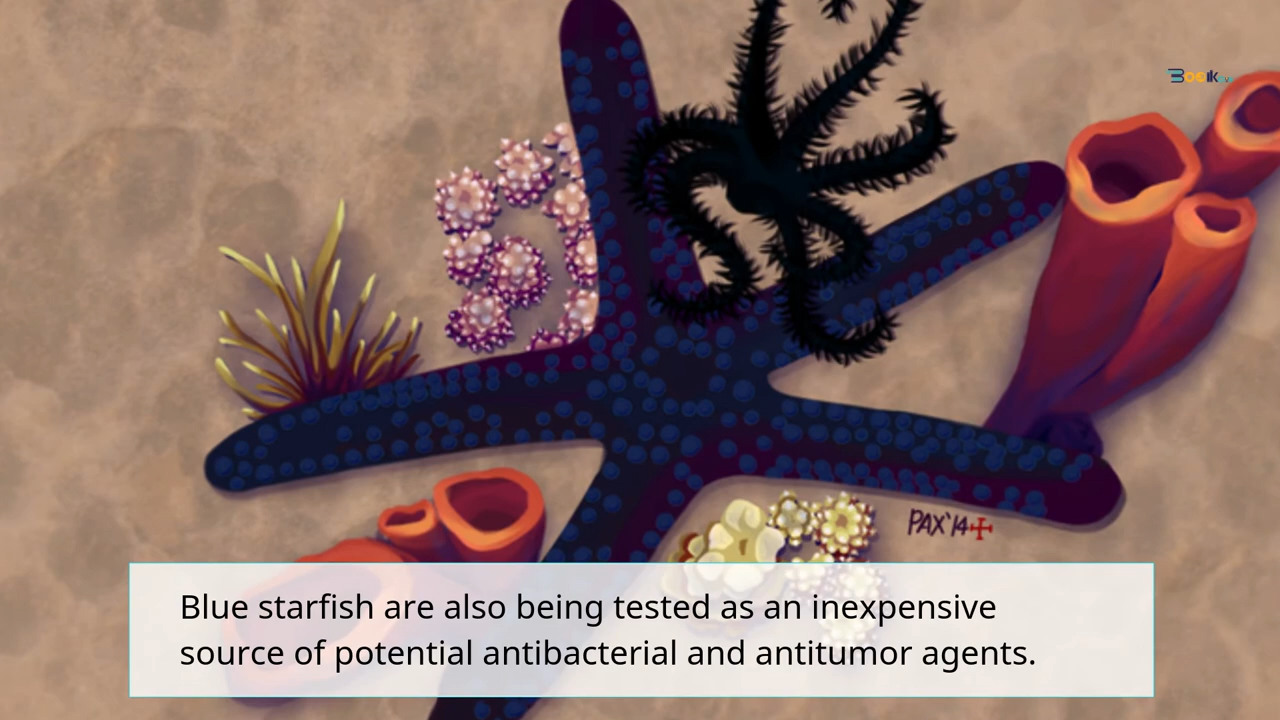 PAX'14
Blue starfish are also being tested as an inexpensive
source of potential antibacterial and antitumor agents.